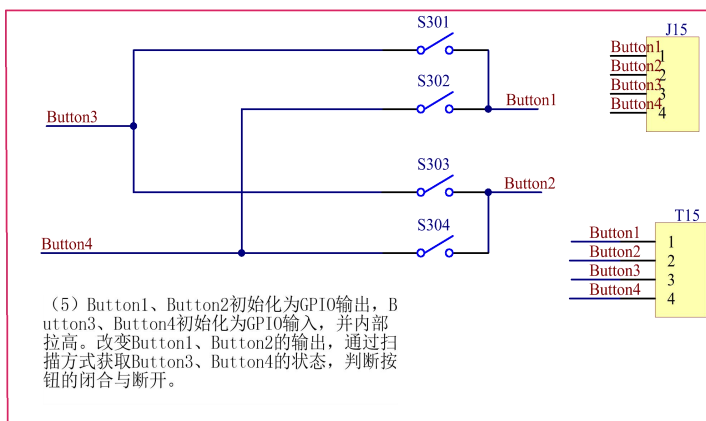 S301
S302
Button3
Button1
S303
Button2
S304
Button4
J15
Button1 1
Button2 2
Button3 3
Button4 4
T15
Button1 1
Button2 2
Button3 3
Button4 4
（5）Button1、Button2初始化为GPIO输出，B
utton3、Button4初始化为GPIO输入，并内部
拉高。改变Button1、Button2的输出，通过扫
描方式获取Button3、Button4的状态，判断按
钮的闭合与断开。